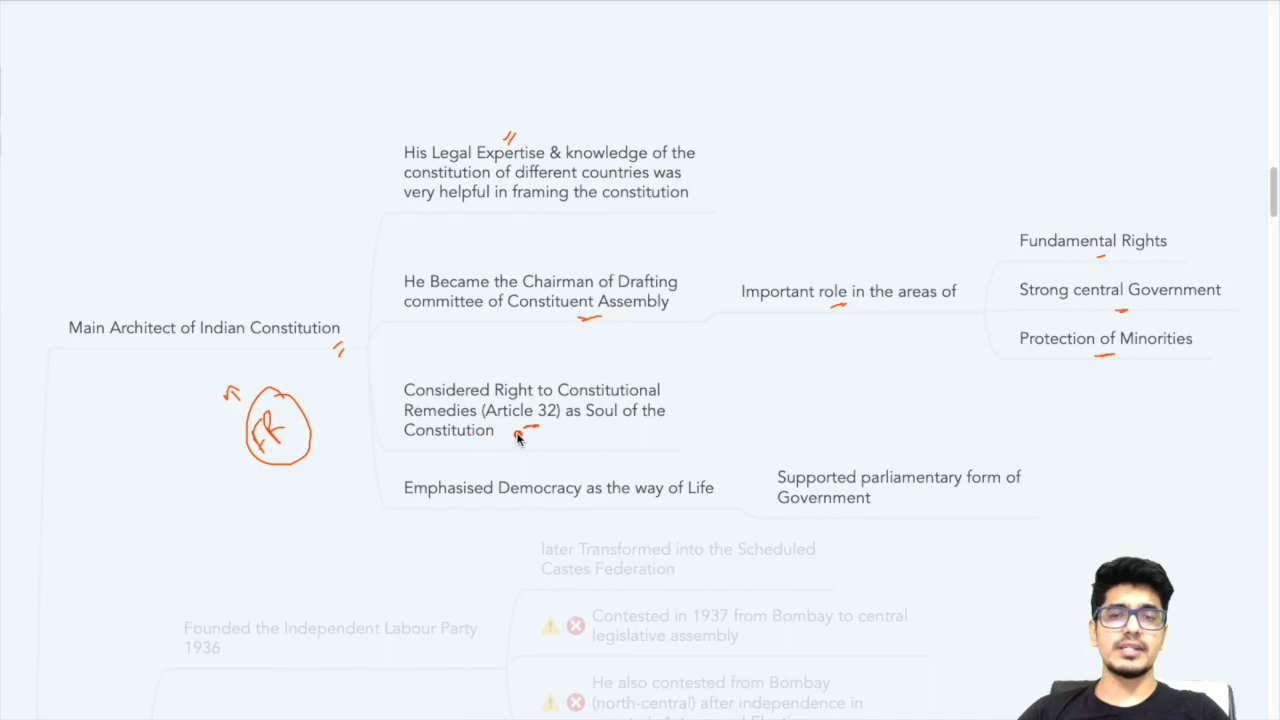 His Legal Expertise & knowledge of the
constitution of different countries was
very helpful in framing the constitution
Fundamental Rights
He Became the Chairman of Drafting
committee of Constituent Assembly
Important role in the areas of
Strong central Government
Protection of Minorities
Main Architect of Indian Constitution
FR
Considered Right to Constitutional
Remedies (Article 32) as Soul of the
Constitution
Emphasised Democracy as the way of Life
Supported parliamentary form of
Government
later Transformed into the Scheduled
Castes Federation
Founded the Independent Labour Party
1936
Contested in 1937 from Bombay to central
legislative assembly
He also contested from Bombay
(north-central) after independence in